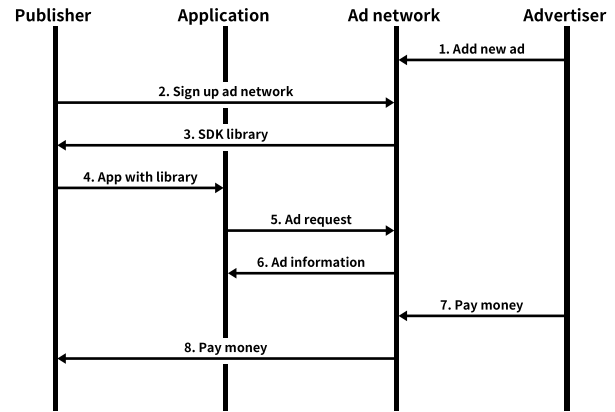 Publisher Application Ad network Advertiser
1. Add new ad
2. Sign up ad network
3. SDK library
4. App with library
5. Ad request
6. Ad information
7. Pay money
8. Pay money